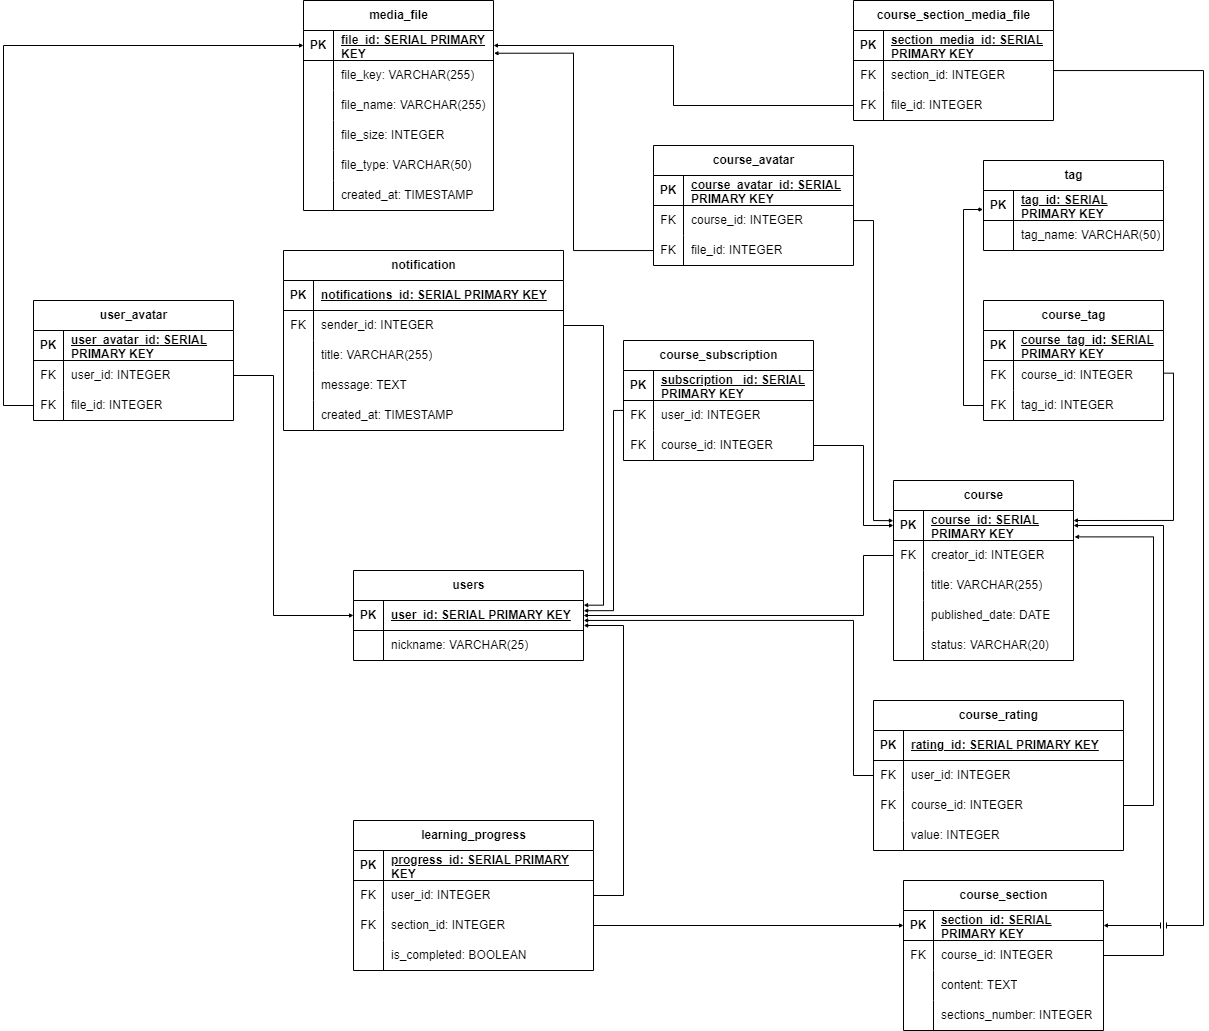 media_file
PK
file_id: SERIAL PRIMARY
KEY
file_key: VARCHAR(255)
file_name: VARCHAR(255)
file_size: INTEGER
file_type: VARCHAR(50)
created_at: TIMESTAMP
course_section_media_file
PK
section_media_id: SERIAL
PRIMARY KEY
FK section_id: INTEGER
FK file_id: INTEGER
course_avatar
PK
course_avatar_id: SERIAL
PRIMARY KEY
FK course_id: INTEGER
FK file_id: INTEGER
tag
PK
tag_id: SERIAL
PRIMARY KEY
tag_name: VARCHAR(50)
notification
PK notifications_id: SERIAL PRIMARY KEY
FK sender_id: INTEGER
title: VARCHAR(255)
message: TEXT
created_at: TIMESTAMP
user_avatar
PK
user_avatar_id: SERIAL
PRIMARY KEY
FK user_id: INTEGER
FK file_id: INTEGER
course_tag
PK
course_tag_id: SERIAL
PRIMARY KEY
FK course_id: INTEGER
FK tag_id: INTEGER
course_subscription
PK
subscription_ id: SERIAL
PRIMARY KEY
FK user_id: INTEGER
FK course_id: INTEGER
course
PK
course_id: SERIAL
PRIMARY KEY
FK creator_id: INTEGER
title: VARCHAR(255)
published_date: DATE
status: VARCHAR(20)
users
PK user_id: SERIAL PRIMARY KEY
nickname: VARCHAR(25)
course_rating
PK rating_id: SERIAL PRIMARY KEY
FK user_id: INTEGER
FK course_id: INTEGER
value: INTEGER
learning_progress
PK
progress_id: SERIAL PRIMARY
KEY
FK user_id: INTEGER
FK section_id: INTEGER
is_completed: BOOLEAN
course_section
PK
section_id: SERIAL
PRIMARY KEY
FK course_id: INTEGER
content: TEXT
sections_number: INTEGER